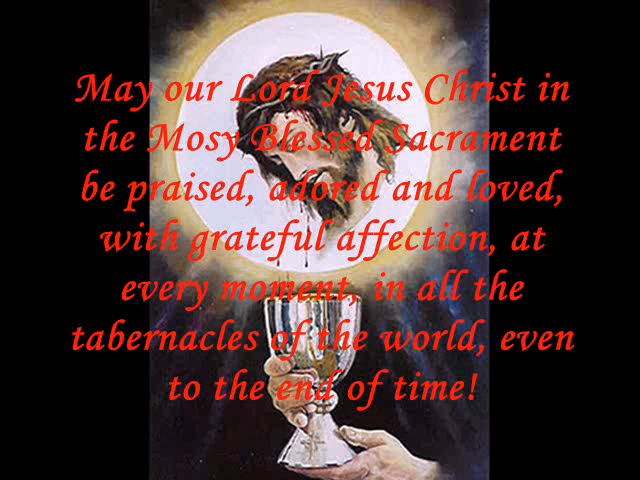 May our Lord Jesus Christ in
the Mosy Blessed Sacrament
be praised, adored and loved,
with grateful affection, at
every moment, in all the
tabernacles of the world, even
to the end of time!